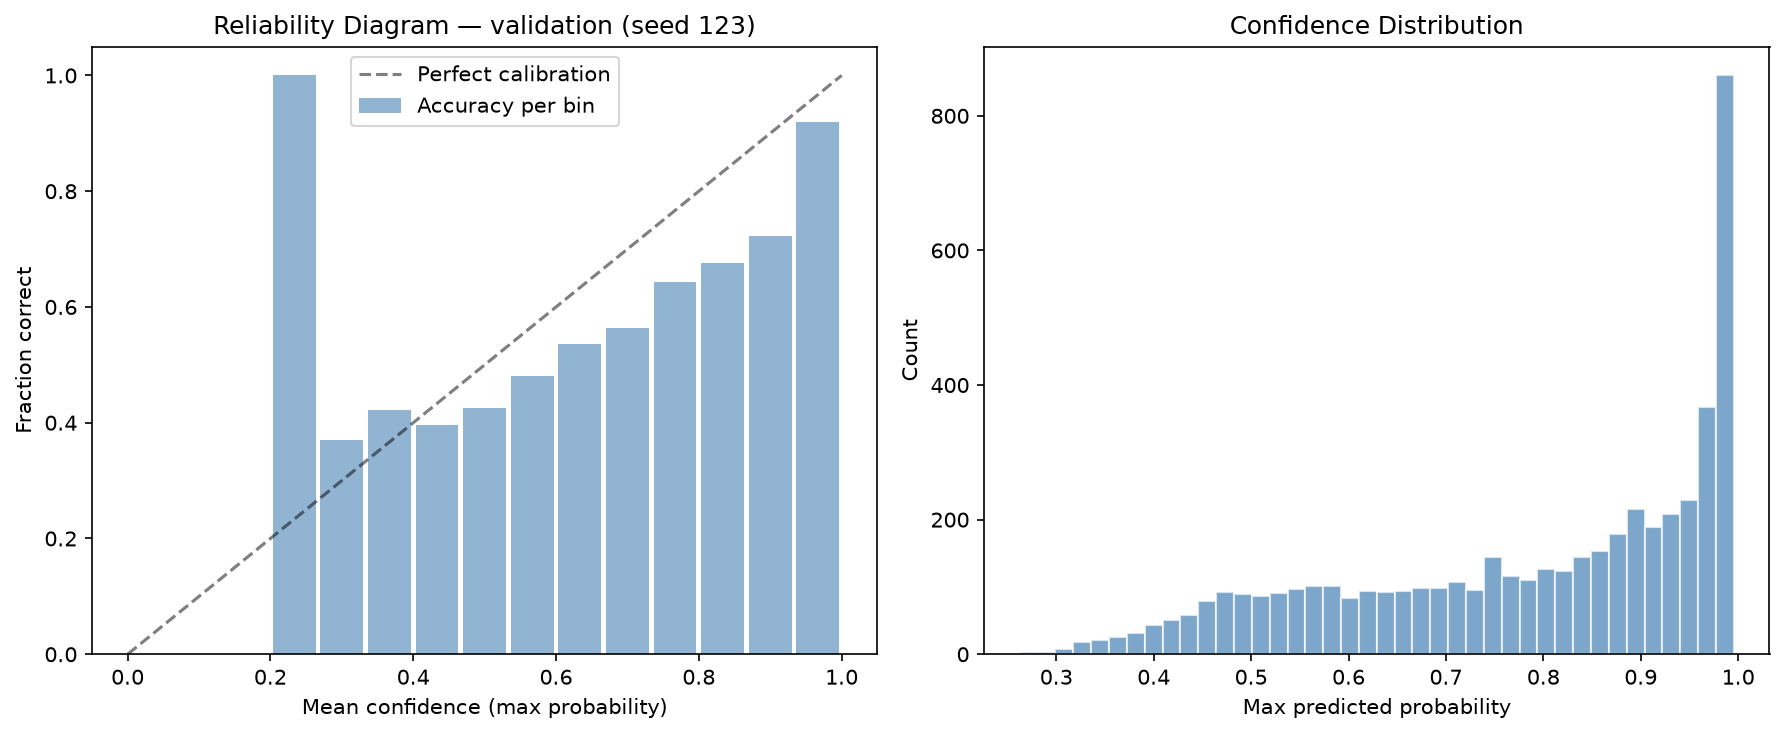 Reliability Diagram — validation (seed 123)
Perfect calibration
Accuracy per bin
Fraction correct
1.0
0.8
0.6
0.4
0.2
0.0
0.0 0.2 0.4 0.6 0.8 1.0
Mean confidence (max probability)
Confidence Distribution
Count
800
600
400
200
0
0.3 0.4 0.5 0.6 0.7 0.8 0.9 1.0
Max predicted probability